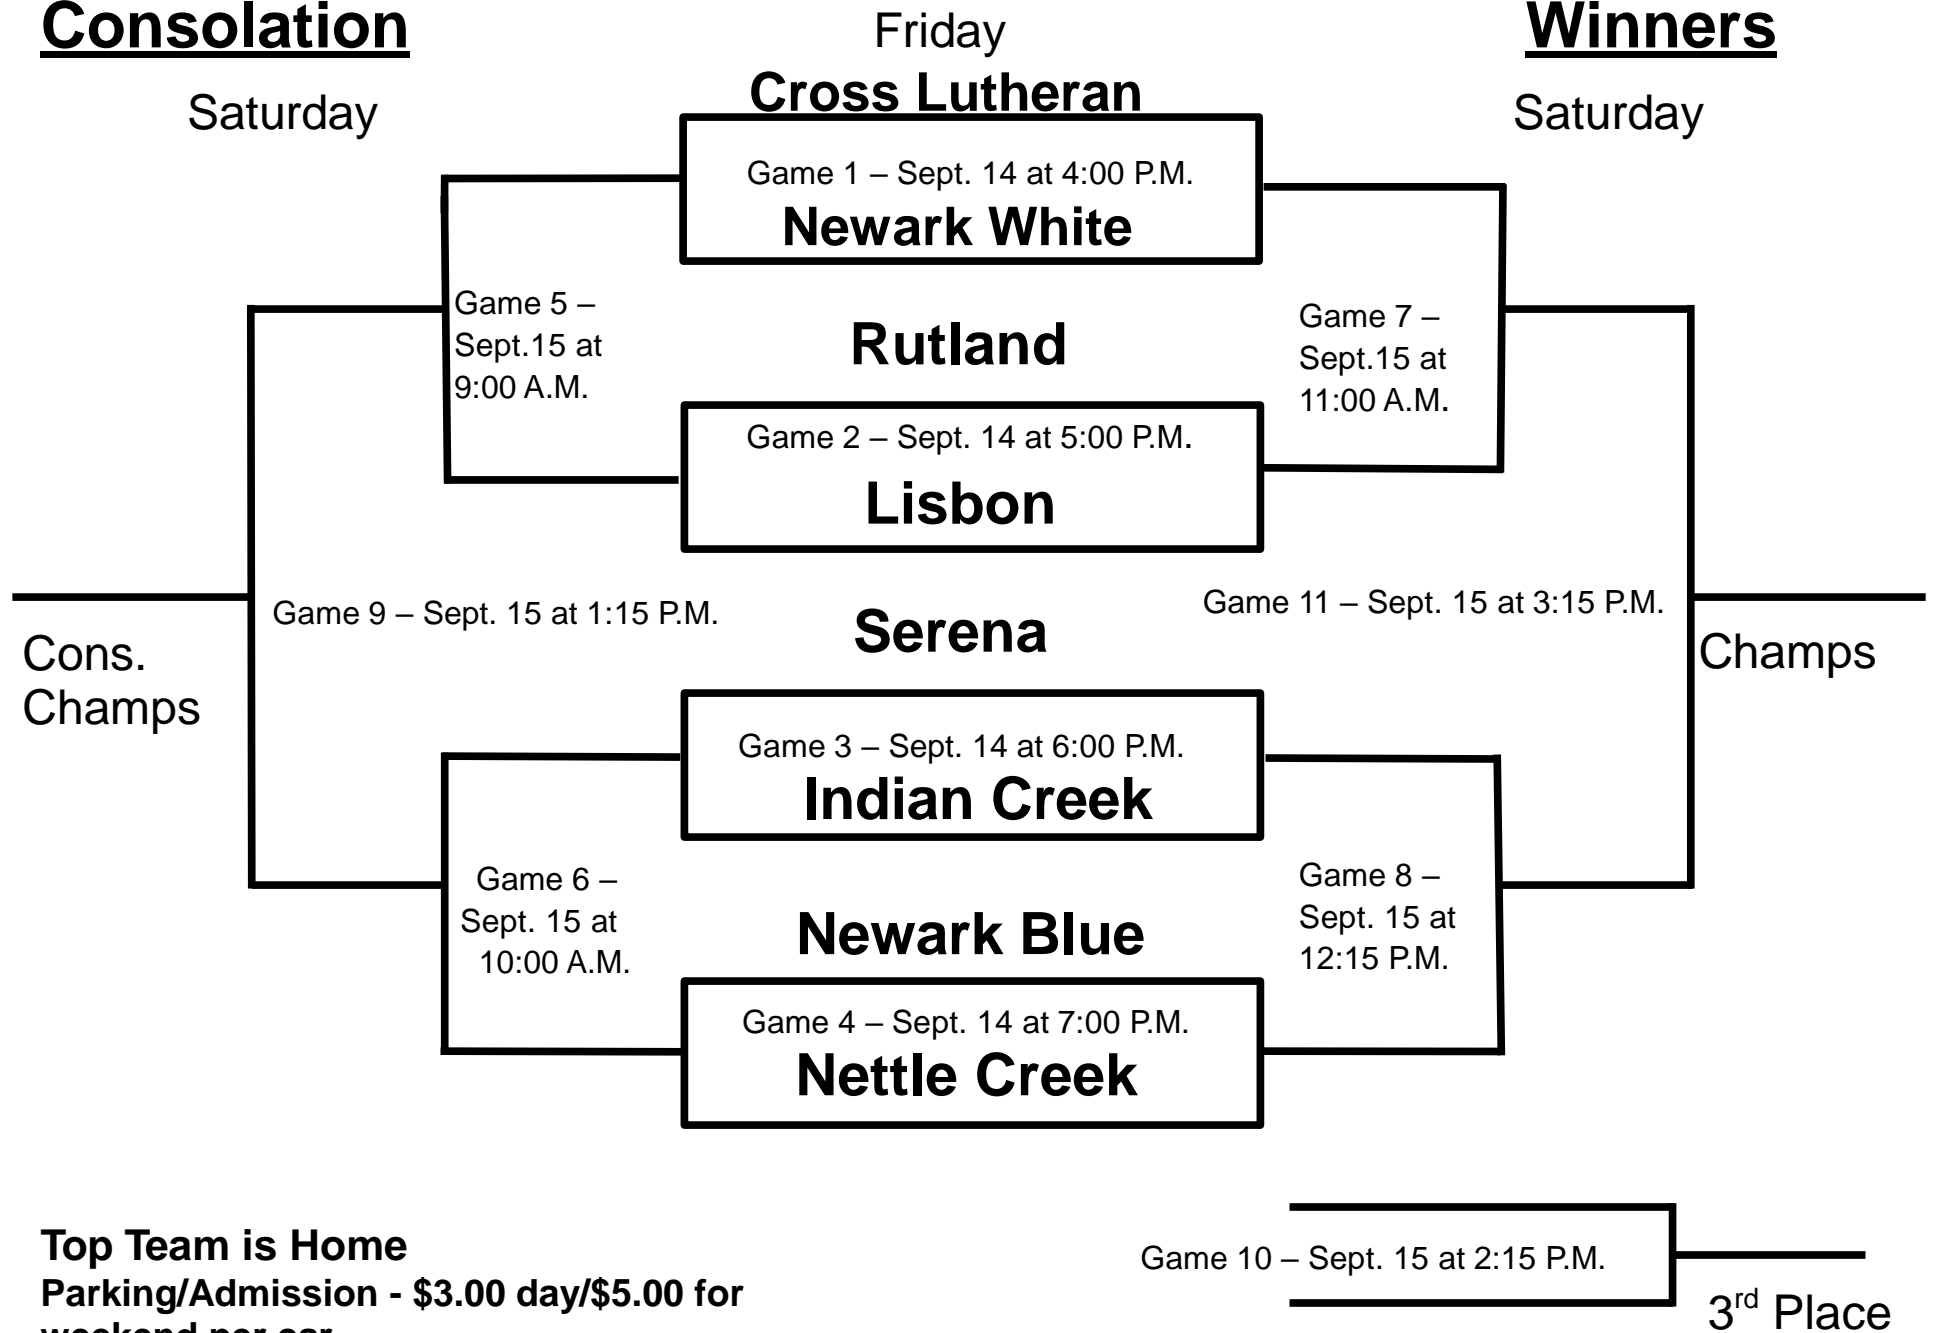 Consolation
Friday
Winners
Saturday
Cross Lutheran
Saturday
Game 1 – Sept. 14 at 4:00 P.M.
Newark White
Game 5 –
Sept.15 at
9:00 A.M.
Rutland
Game 7 –
Sept.15 at
11:00 A.M.
Game 2 – Sept. 14 at 5:00 P.M.
Lisbon
Game 9 – Sept. 15 at 1:15 P.M.
Serena
Game 11 – Sept. 15 at 3:15 P.M.
Cons.
Champs
Champs
Game 3 – Sept. 14 at 6:00 P.M.
Indian Creek
Game 6 –
Sept. 15 at
10:00 A.M.
Newark Blue
Game 8 –
Sept. 15 at
12:15 P.M.
Game 4 – Sept. 14 at 7:00 P.M.
Nettle Creek
Top Team is Home
Parking/Admission - $3.00 day/$5.00 for
weekend per car
Game 10 – Sept. 15 at 2:15 P.M.
3rd Place